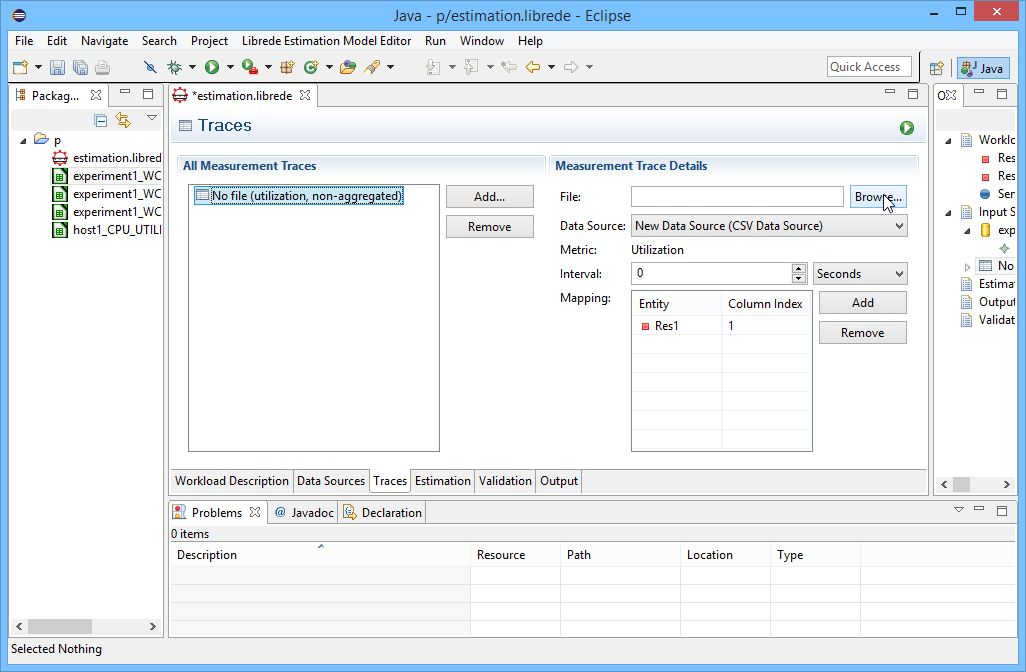 Java - p/estimation.librede - Eclipse
File Edit Navigate Search Project Librede Estimation Model Editor Run Window Help
Quick Access
Java
Packag...
*estimation.librede
p
estimation.libred
experiment1_WC
experiment1_WC
experiment1_WC
host1_CPU_UTILI
Traces
All Measurement Traces
No file (utilization, non-aggregated)
Add...
Remove
Measurement Trace Details
File:
Browse...
Data Source: New Data Source (CSV Data Source)
Metric: Utilization
Interval: 0 Seconds
Mapping:
Entity Column Index
Res1 1
Add
Remove
Workload Description Data Sources Traces Estimation Validation Output
O
Worklo
Res
Res
Ser
Input S
exp
No
Estima
Output
Validat
Problems @ Javadoc Declaration
0 items
Description Resource Path Location Type
Selected Nothing